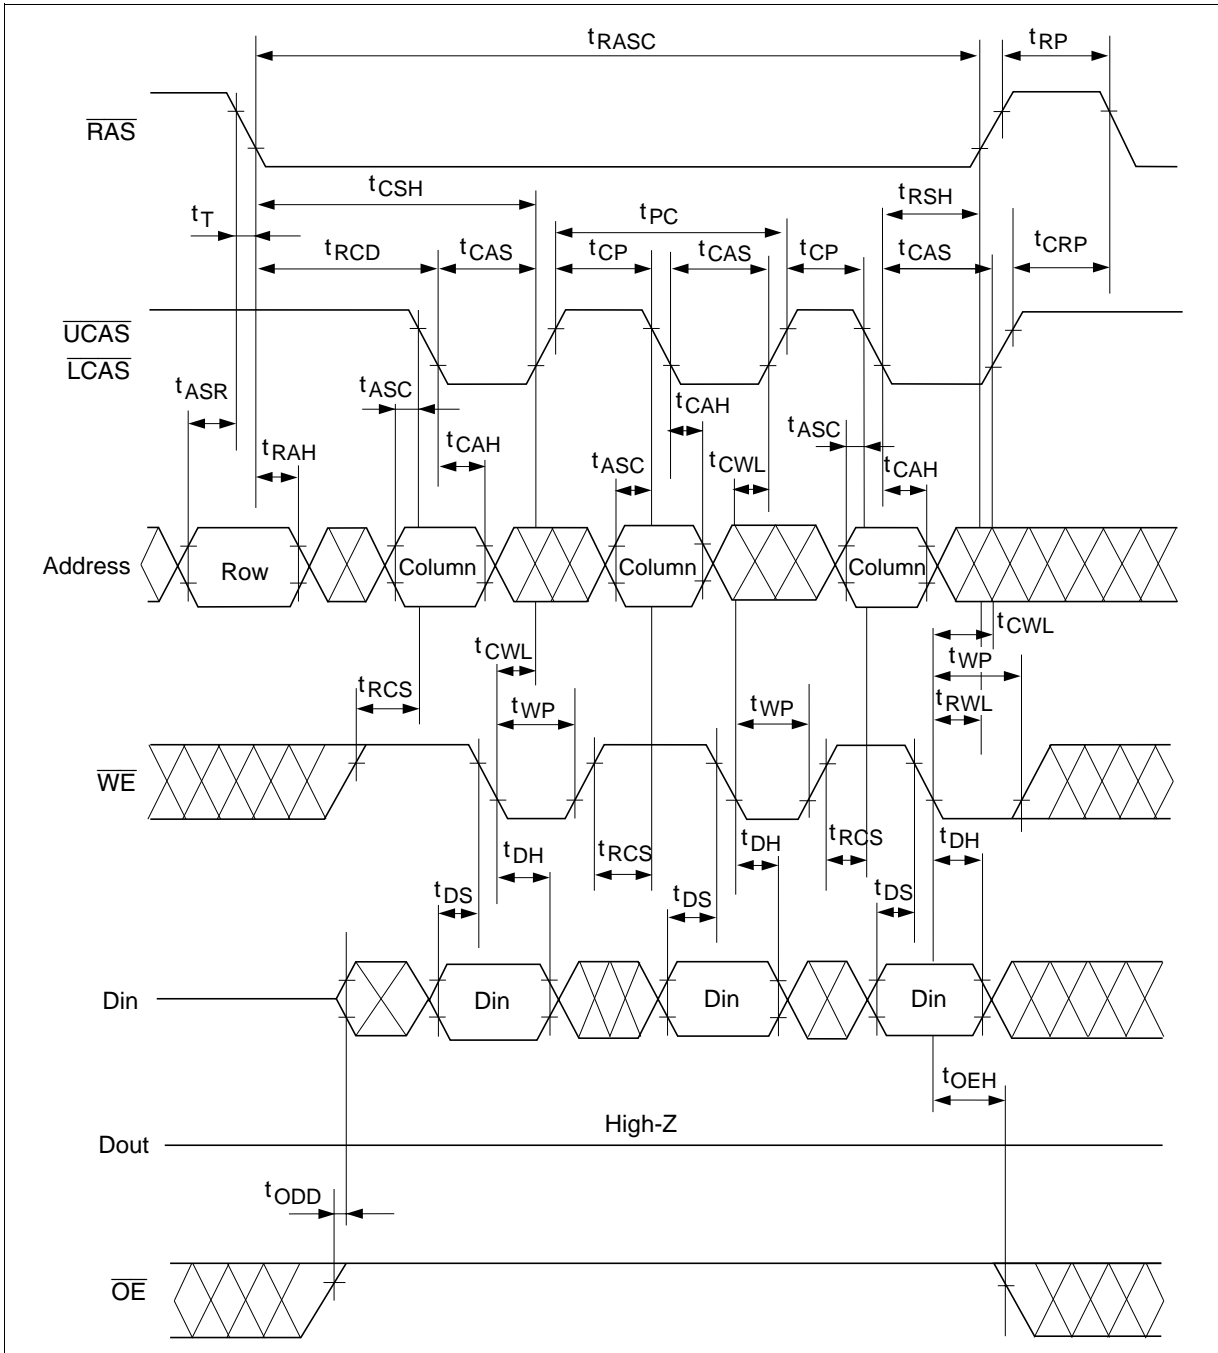 tRASC tRP
RAS
tCSH tRSH
tT tPC
tRCD tCAS tCP tCAS tCP tCAS tCRP
UCAS
LCAS
tASR tASC tCAH
tRAH tCAH tASC tCWL tASC tCAH
Address Row Column Column Column
tCWL tCWL
tRCS tWP tWP tWP
tRWL
WE
tDH tRCS tDH tRCS tDH
tDS tDS tDS
Din Din Din Din
tOEH
High-Z
Dout
tODD
OE